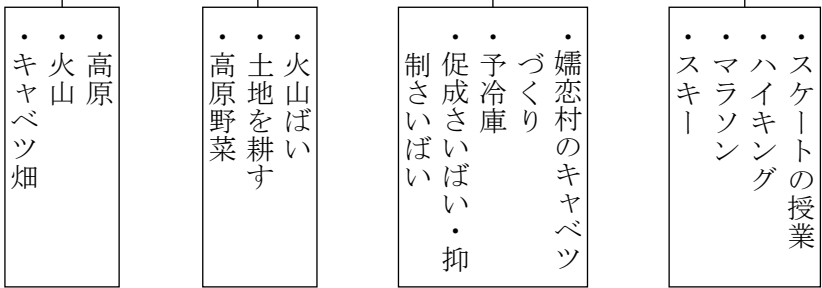 ・スケートの授業
・ハイキング
・マラソン
・スキー
・嬬恋村のキャベツ
づくり
・予冷庫
・促成さいばい・抑
制さいばい
・火山ばい
・土地を耕す
・高原野菜
・高原
・火山
・キャベツ畑